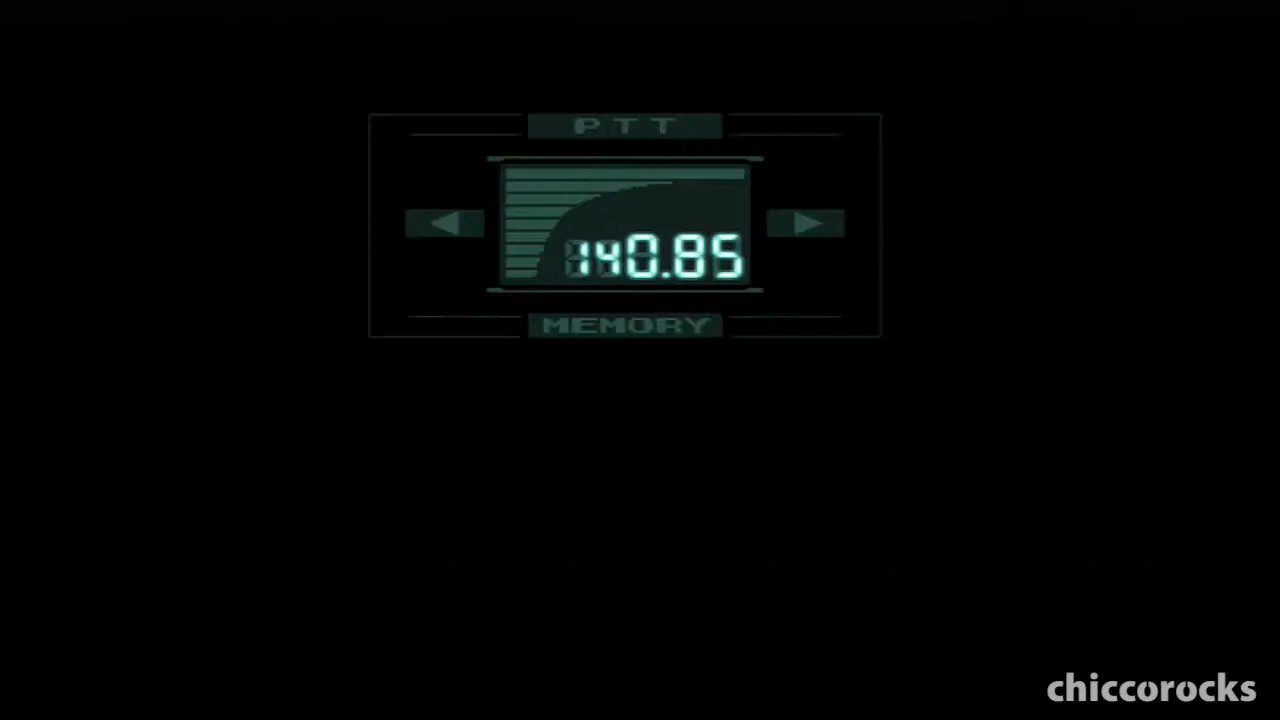 PTT
◀ ▶
140.85
MEMORY
chiccorocks